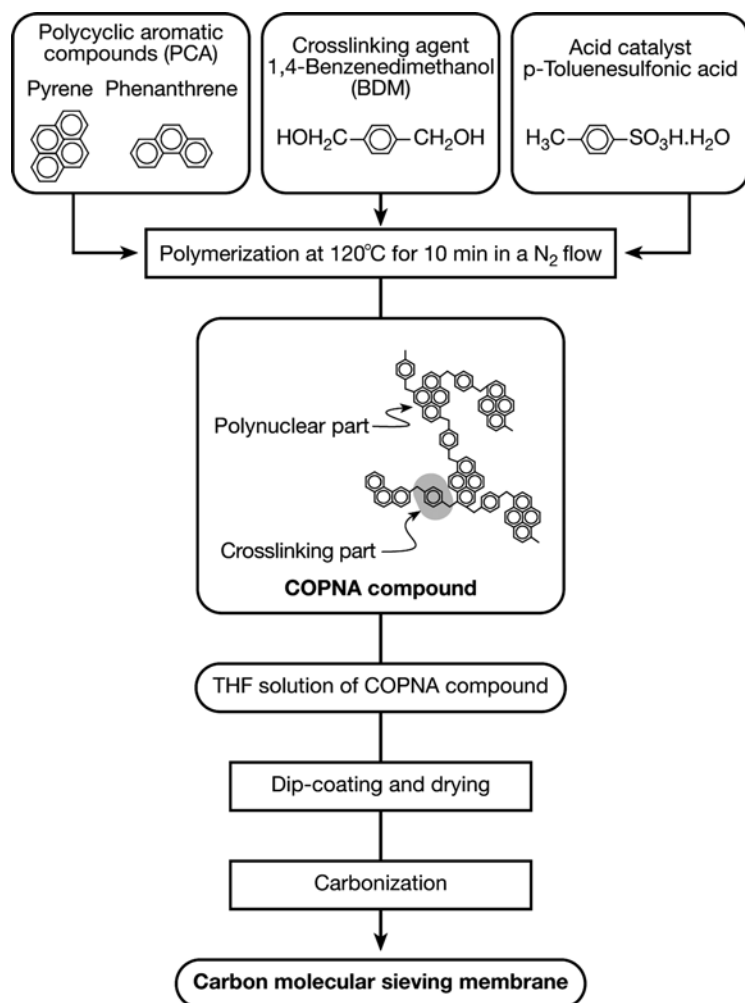 Polycyclic aromatic
compounds (PCA)
Pyrene Phenanthrene
Crosslinking agent
1,4-Benzenedimethanol
(BDM)
HOH₂C CH₂OH
Acid catalyst
p-Toluenesulfonic acid
H₃C SO₃H.H₂O
Polymerization at 120°C for 10 min in a N₂ flow
Polynuclear part
Crosslinking part
COPNA compound
THF solution of COPNA compound
Dip-coating and drying
Carbonization
Carbon molecular sieving membrane